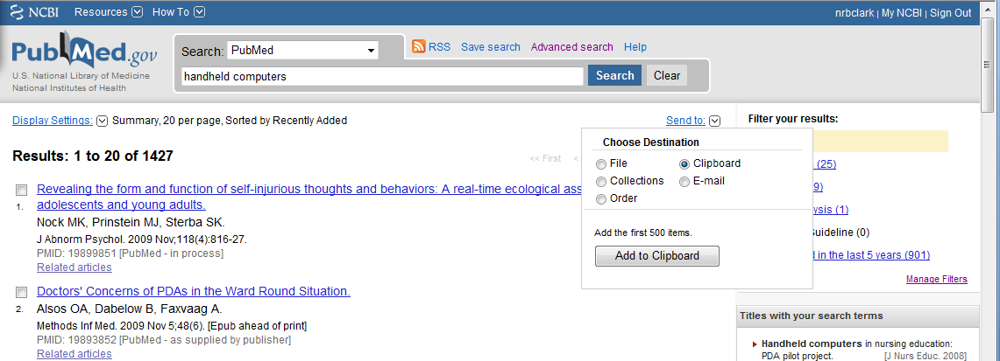 NCBI Resources How To nrbclark | My NCBI | Sign Out
PubMed.gov
U.S. National Library of Medicine
National Institutes of Health
Search: PubMed
RSS Save search Advanced search Help
handheld computers Search Clear
Display Settings: Summary, 20 per page, Sorted by Recently Added
Send to:
Results: 1 to 20 of 1427
<< First <
Choose Destination
File Clipboard
Collections E-mail
Order
Add the first 500 items.
Add to Clipboard
1. Revealing the form and function of self-injurious thoughts and behaviors: A real-time ecological ass
adolescents and young adults.
Nock MK, Prinstein MJ, Sterba SK.
J Abnorm Psychol. 2009 Nov;118(4):816-27.
PMID: 19899851 [PubMed - in process]
Related articles
2. Doctors' Concerns of PDAs in the Ward Round Situation.
Alsos OA, Dabelow B, Faxvaag A.
Methods Inf Med. 2009 Nov 5;48(6). [Epub ahead of print]
PMID: 19893852 [PubMed - as supplied by publisher]
Related articles
Filter your results:
(25)
9)
ysis (1)
Guideline (0)
d in the last 5 years (901)
Manage Filters
Titles with your search terms
Handheld computers in nursing education:
PDA pilot project. [J Nurs Educ. 2008]